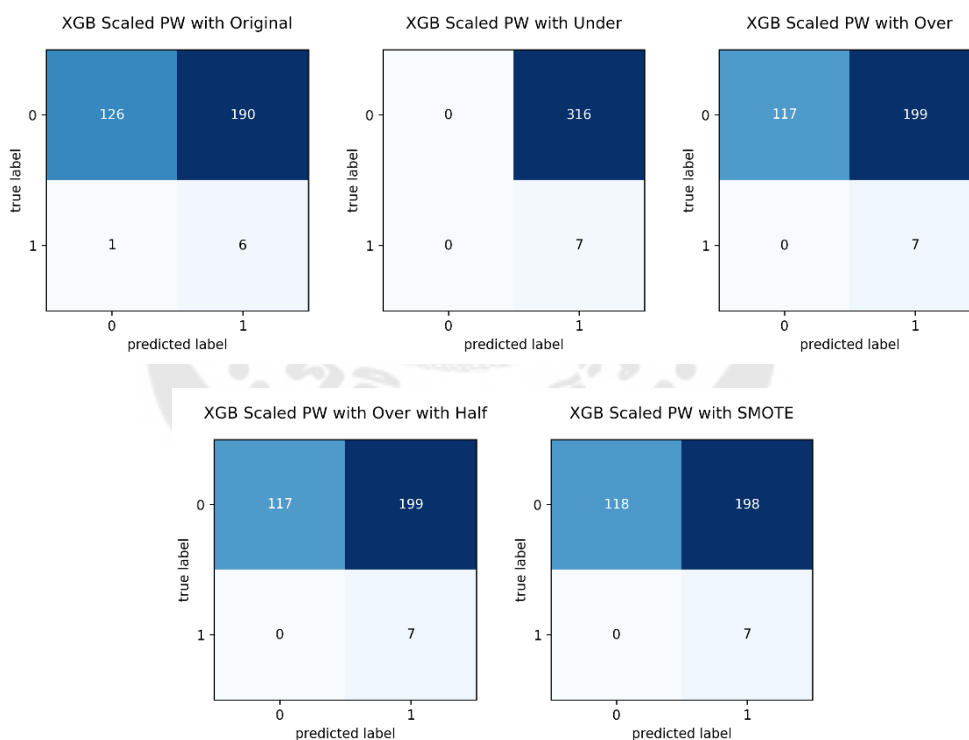 XGB Scaled PW with Original
XGB Scaled PW with Under
XGB Scaled PW with Over
0
126
190
1
1
6
0
1
true label
predicted label
0
0
316
1
0
7
0
1
true label
predicted label
0
117
199
1
0
7
0
1
true label
predicted label
XGB Scaled PW with Over with Half
XGB Scaled PW with SMOTE
0
117
199
1
0
7
0
1
true label
predicted label
0
118
198
1
0
7
0
1
true label
predicted label